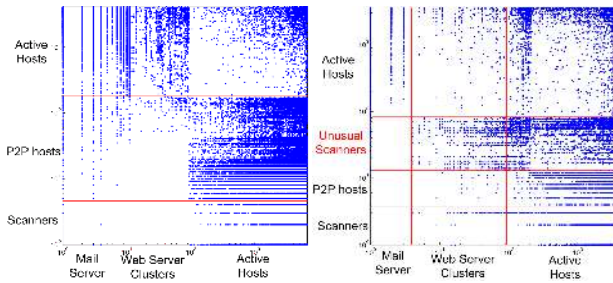 Active
Hosts
P2P hosts
Scanners
Mail
Server
Web Server
Clusters
Active
Hosts
Active
Hosts
Unusual
Scanners
P2P hosts
Scanners
Mail
Server
Web Server
Clusters
Active
Hosts